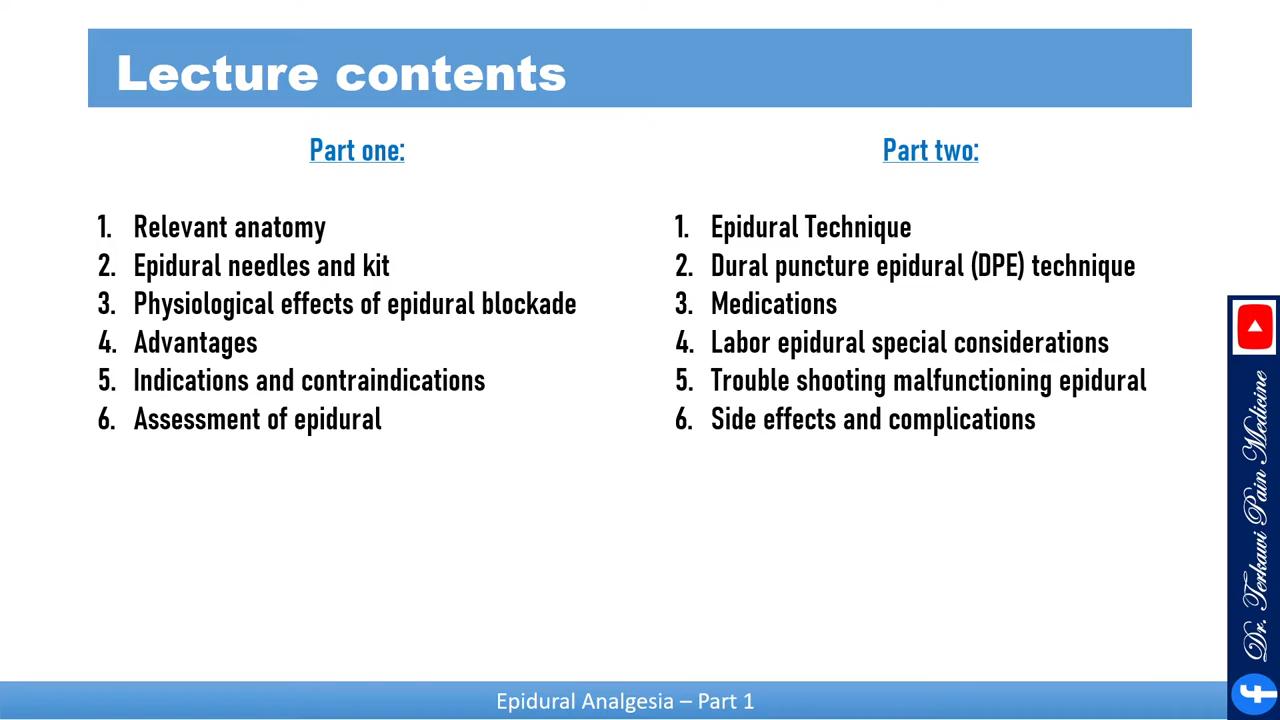 Lecture contents
Part one:
1. Relevant anatomy
2. Epidural needles and kit
3. Physiological effects of epidural blockade
4. Advantages
5. Indications and contraindications
6. Assessment of epidural
Part two:
1. Epidural Technique
2. Dural puncture epidural (DPE) technique
3. Medications
4. Labor epidural special considerations
5. Trouble shooting malfunctioning epidural
6. Side effects and complications
Dr. Terkawi Pain Medicine
Epidural Analgesia – Part 1